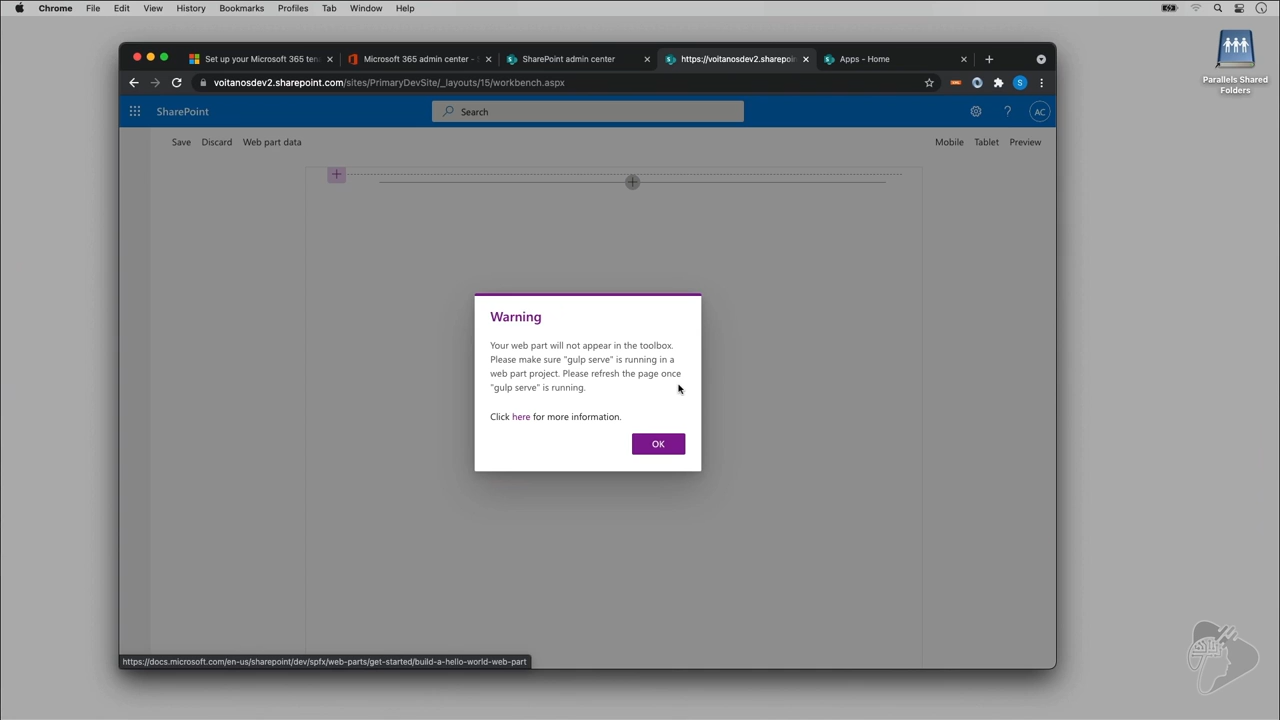 Chrome File Edit View History Bookmarks Profiles Tab Window Help
Parallels Shared
Folders
Set up your Microsoft 365 ten
Microsoft 365 admin center -
SharePoint admin center
https://voitanosdev2.sharepoin
Apps - Home
voitanosdev2.sharepoint.com/sites/PrimaryDevSite/_layouts/15/workbench.aspx
S
SharePoint
Search
?
AC
Save Discard Web part data
Mobile Tablet Preview
Warning
Your web part will not appear in the toolbox.
Please make sure "gulp serve" is running in a
web part project. Please refresh the page once
"gulp serve" is running.
Click here for more information.
OK
https://docs.microsoft.com/en-us/sharepoint/dev/spfx/web-parts/get-started/build-a-hello-world-web-part